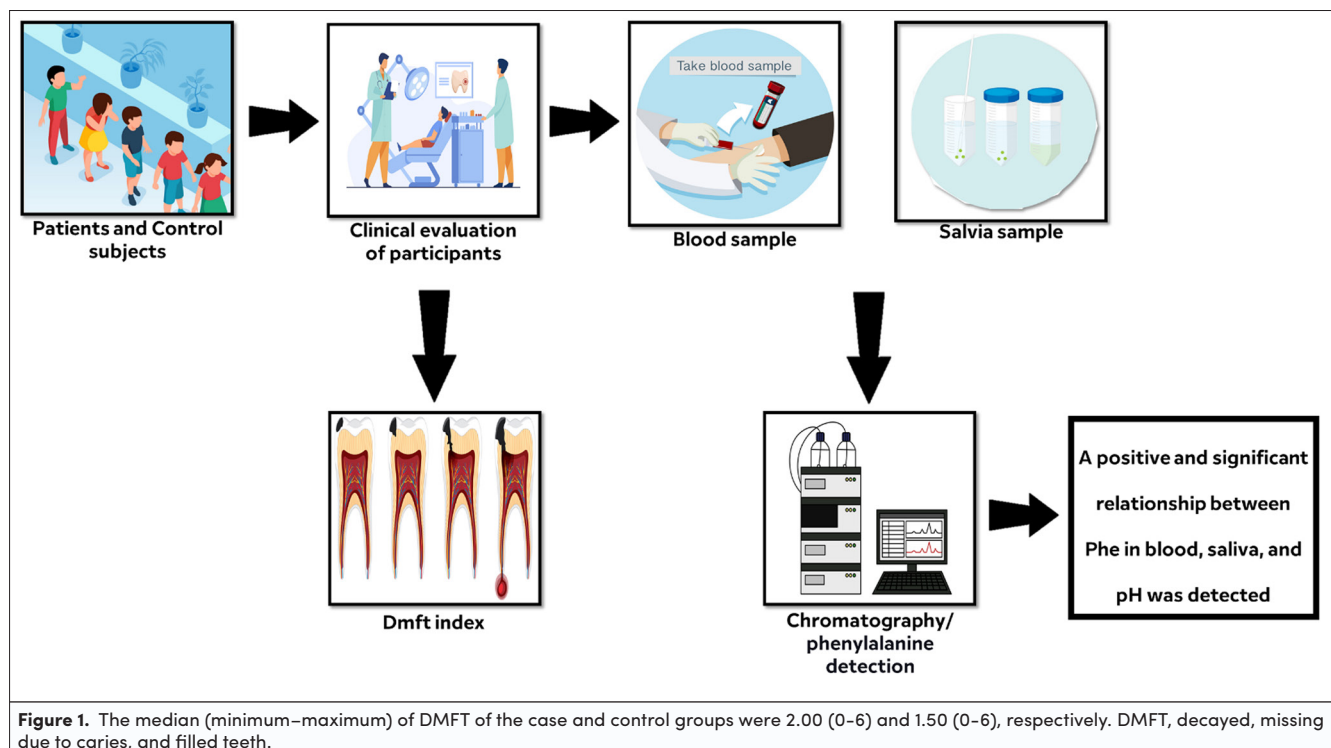 Take blood sample
Patients and Control
subjects
Clinical evaluation
of participants
Blood sample
Salvia sample
Dmft index
Chromatography/
phenylalanine
detection
A positive and significant
relationship between
Phe in blood, saliva, and
pH was detected
Figure 1. The median (minimum–maximum) of DMFT of the case and control groups were 2.00 (0-6) and 1.50 (0-6), respectively. DMFT, decayed, missing
due to caries, and filled teeth.